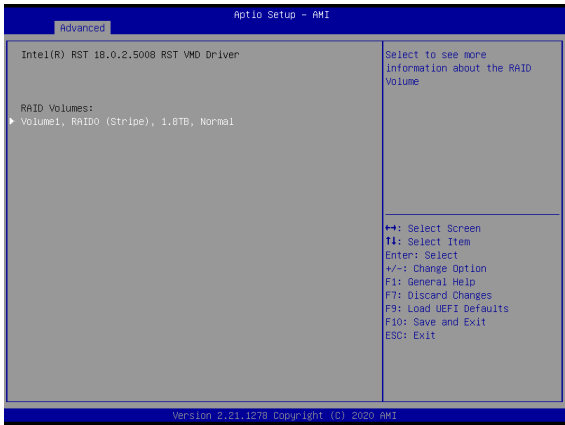 Aptio Setup – AMI
Advanced
Intel(R) RST 18.0.2.5008 RST VMD Driver
RAID Volumes:
Volume1, RAID0 (Stripe), 1.8TB, Normal
Select to see more
information about the RAID
Volume
↔: Select Screen
↑↓: Select Item
Enter: Select
+/-: Change Option
F1: General Help
F7: Discard Changes
F9: Load UEFI Defaults
F10: Save and Exit
ESC: Exit
Version 2.21.1278 Copyright (C) 2020 AMI